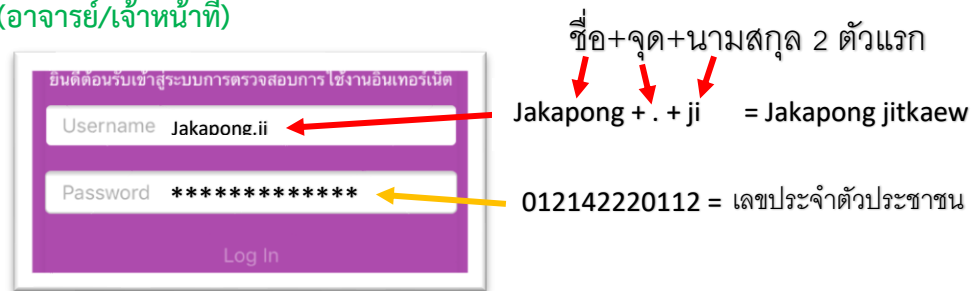 (อาจารย์/เจ้าหน้าที่)
ชื่อ+จุด+นามสกุล 2 ตัวแรก
ยินดีต้อนรับเข้าสู่ระบบการตรวจสอบการใช้งานอินเทอร์เน็ต
Username Jakapong.ji
Jakapong + . + ji = Jakapong jitkaew
Password *************
012142220112 = เลขประจำตัวประชาชน
Log In